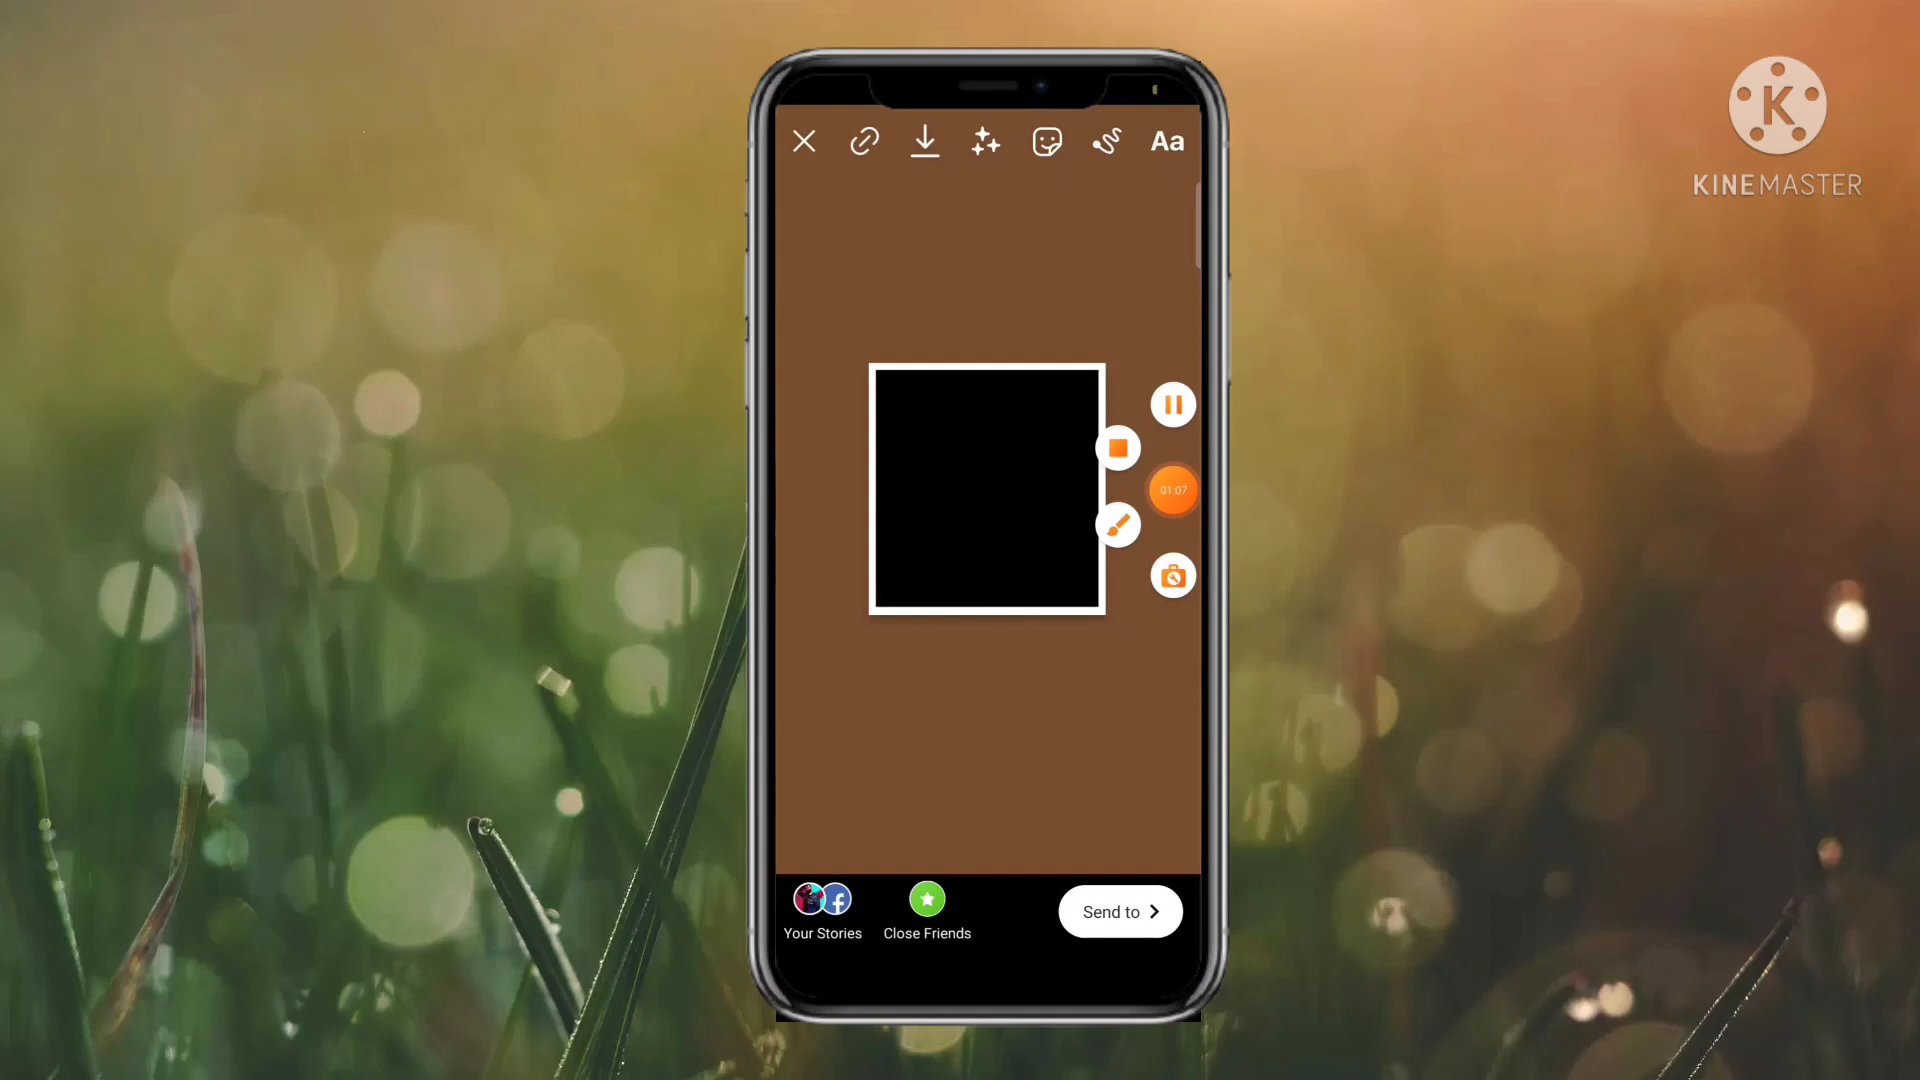 Aa
KINEMASTER
01:07
Send to
Your Stories
Close Friends